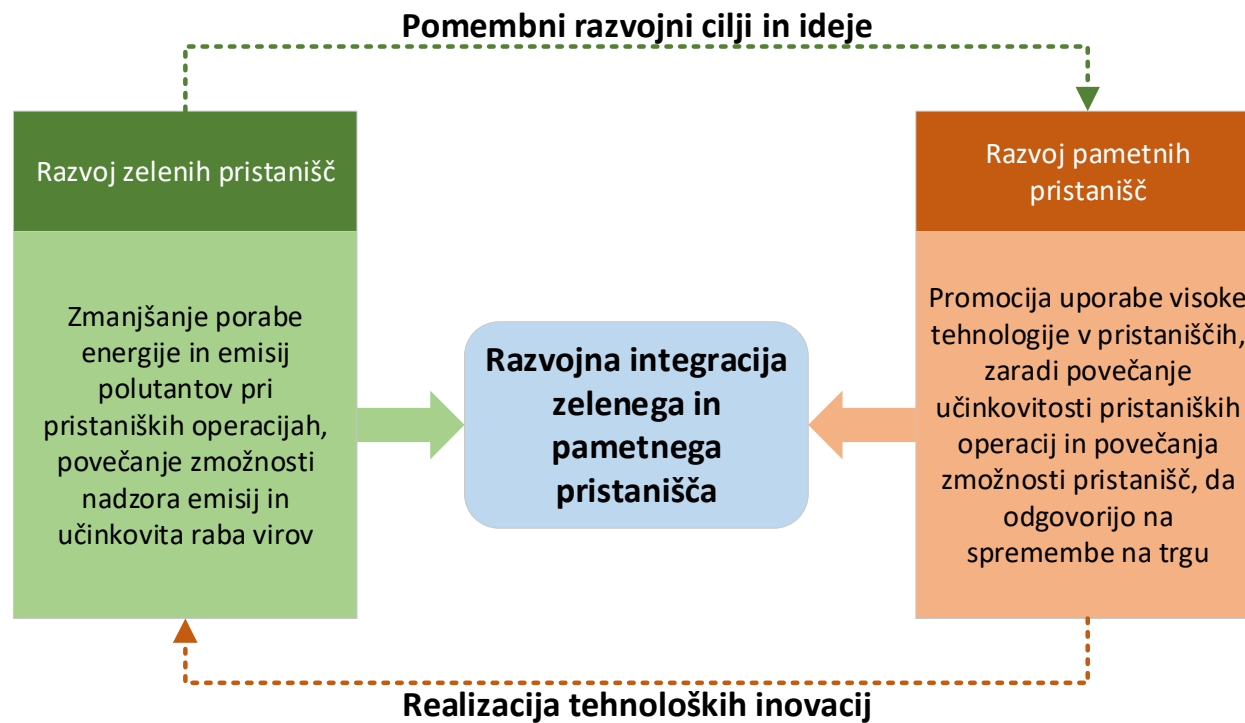 Pomembni razvojni cilji in ideje
Razvoj zelenih pristanišč
Zmanjšanje porabe
energije in emisij
polutantov pri
pristaniških operacijah,
povečanje zmožnosti
nadzora emisij in
učinkovita raba virov
Razvojna integracija
zelenega in
pametnega
pristanišča
Razvoj pametnih
pristanišč
Promocija uporabe visoke
tehnologije v pristaniščih,
zaradi povečanje
učinkovitosti pristaniških
operacij in povečanja
zmožnosti pristanišč, da
odgovorijo na
spremembe na trgu
Realizacija tehnoloških inovacij